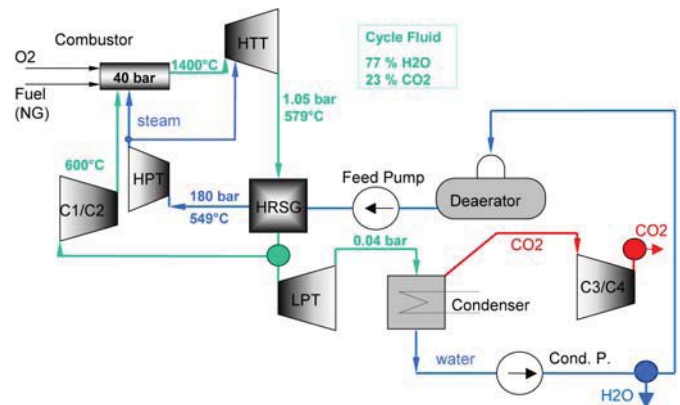 Combustor
HTT
Cycle Fluid
77 % H2O
23 % CO2
O2
40 bar
1400°C
Fuel
(NG)
steam
1.05 bar
579°C
600°C
HPT
C1/C2
180 bar
549°C
HRSG
Feed Pump
Deaerator
0.04 bar
CO2
CO2
LPT
Condenser
C3/C4
water
Cond. P.
H2O